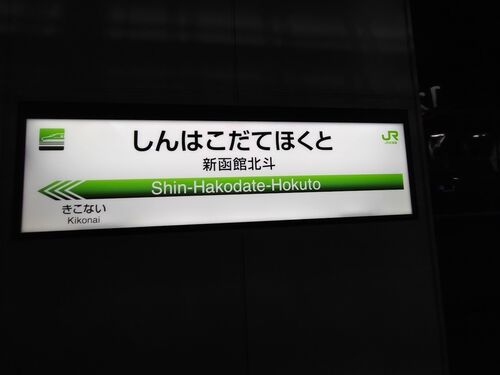 しんはこだてほくと
JR
新函館北斗
Shin-Hakodate-Hokuto
きこない
Kikonai